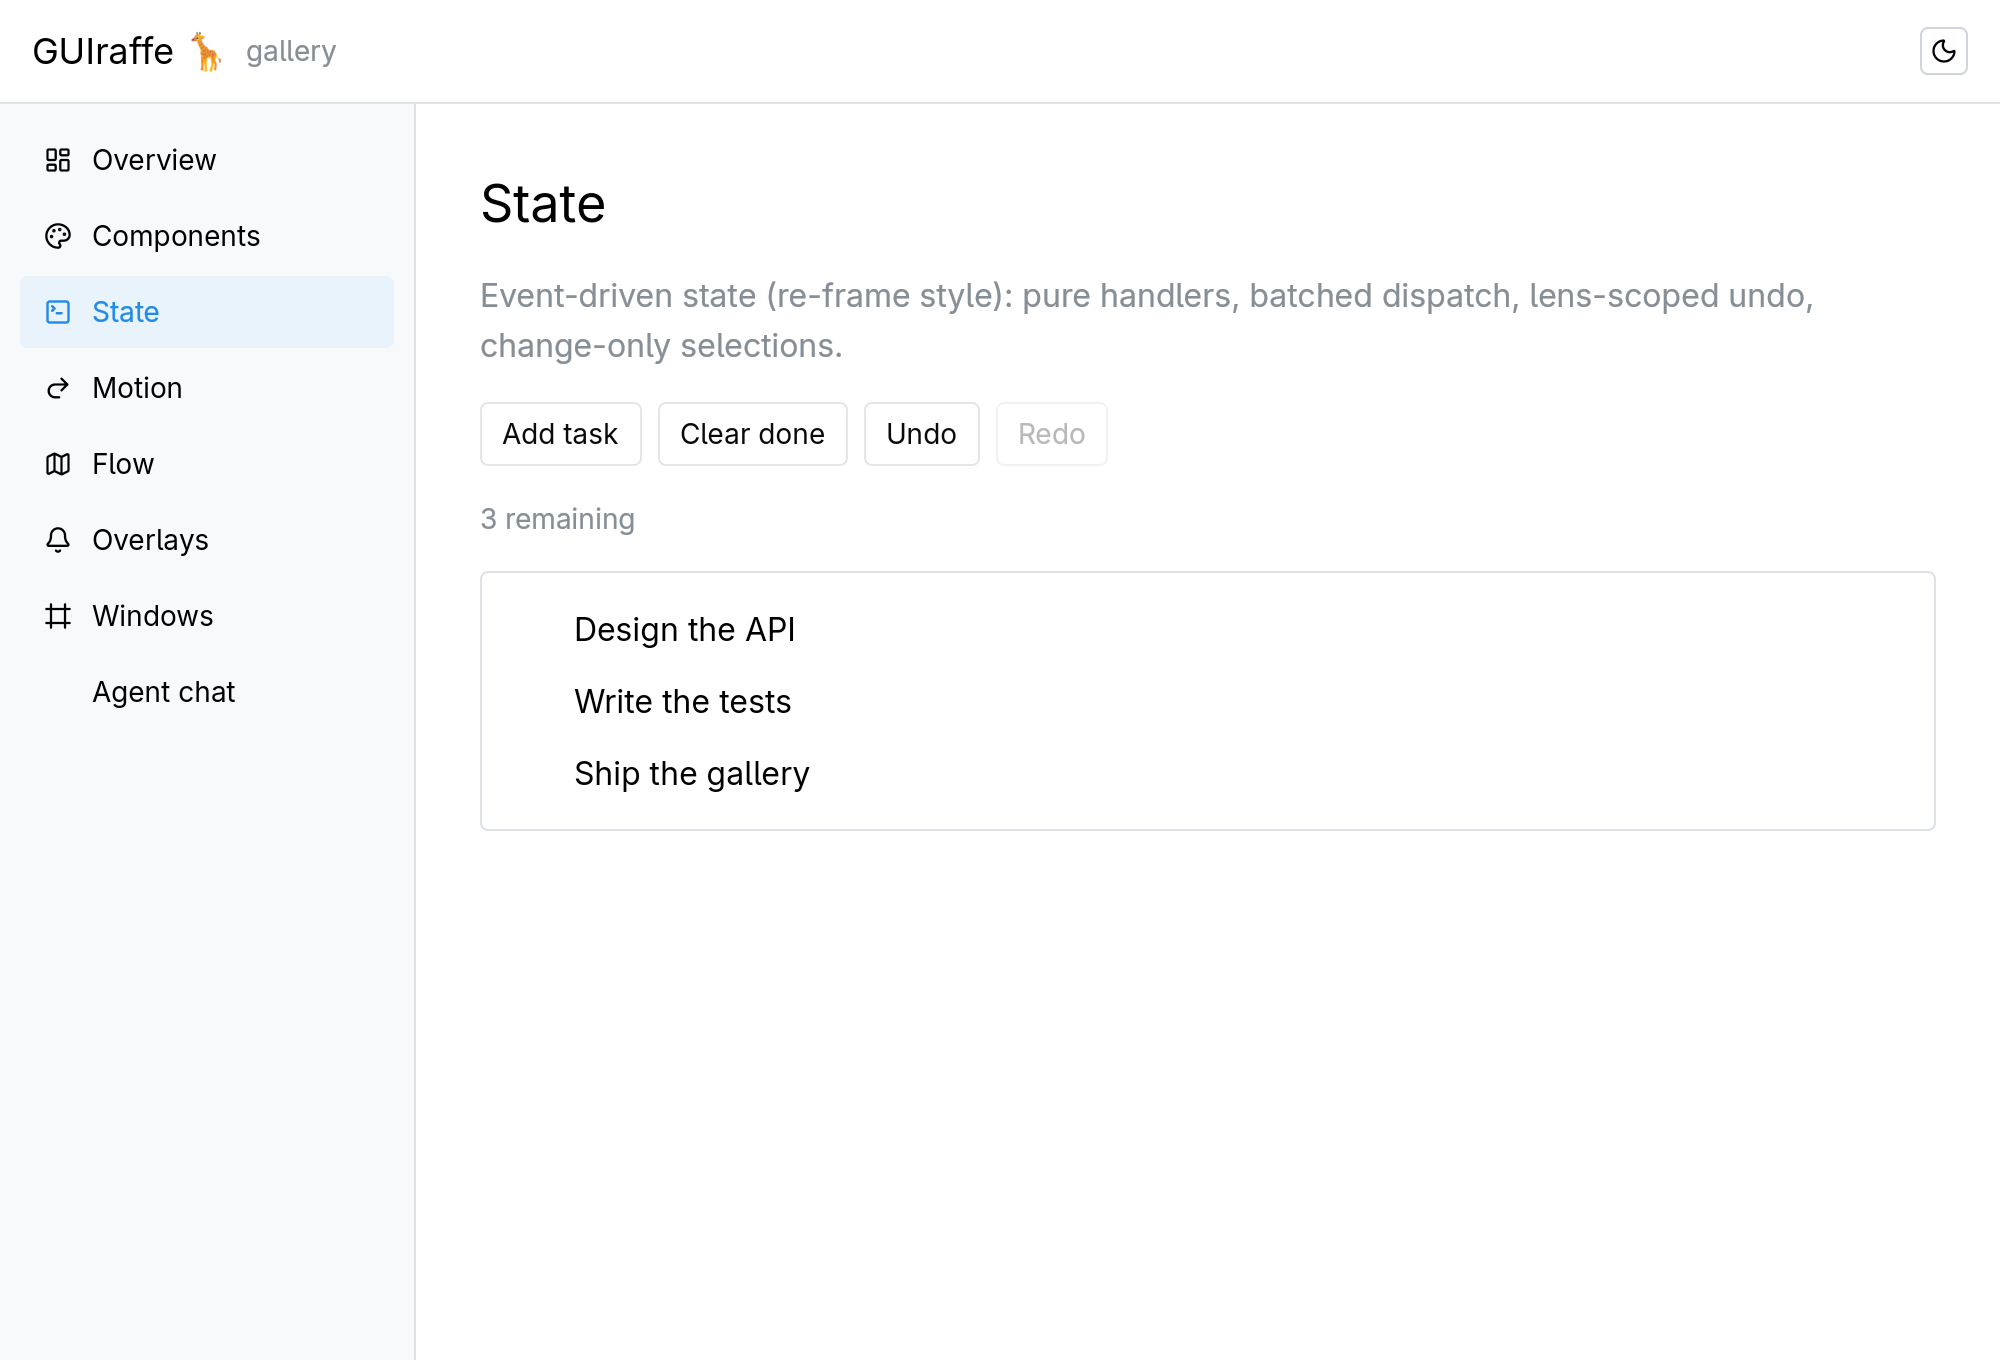 GUIraffe 🦒 gallery
Overview
Components
State
Motion
Flow
Overlays
Windows
Agent chat
State
Event-driven state (re-frame style): pure handlers, batched dispatch, lens-scoped undo,
change-only selections.
Add task Clear done Undo Redo
3 remaining
Design the API
Write the tests
Ship the gallery